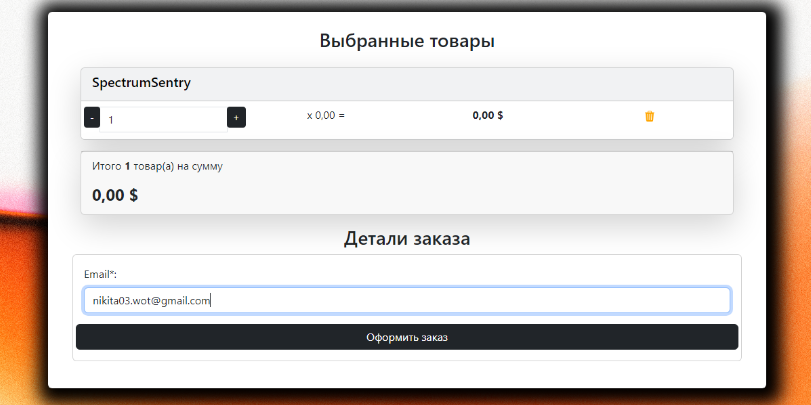 Выбранные товары
SpectrumSentry
- 1 + x 0,00 = 0,00 $
Итого 1 товар(а) на сумму
0,00 $
Детали заказа
Email*:
nikita03.wot@gmail.com
Оформить заказ